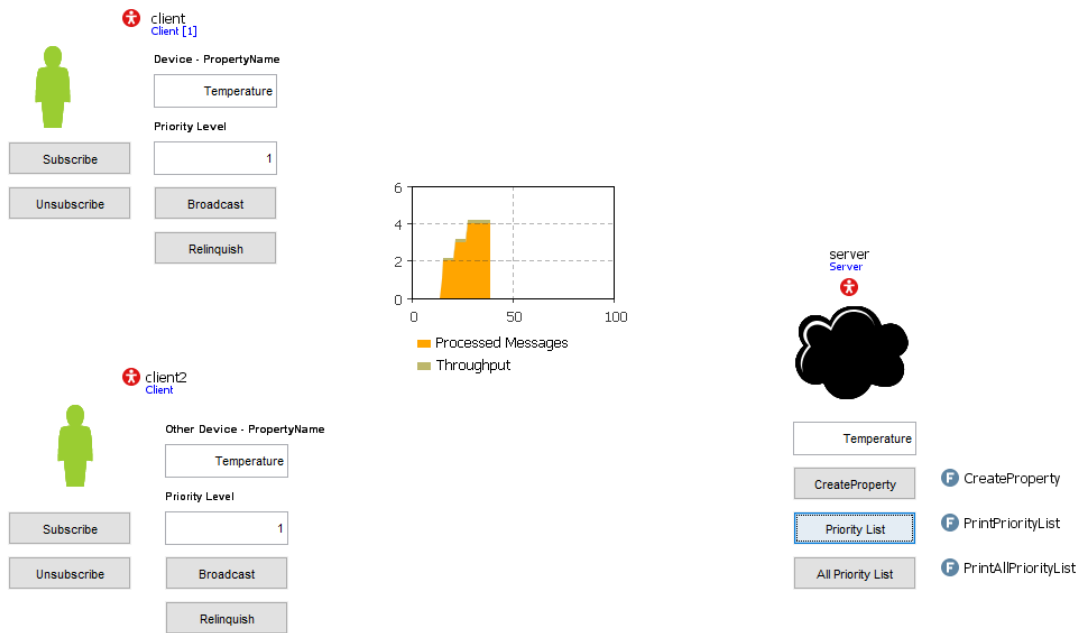 client
Client [1]
Device - PropertyName
Temperature
Priority Level
Subscribe
1
Unsubscribe
Broadcast
Relinquish
6
4
2
0
0
50
100
Processed Messages
Throughput
server
Server
client2
Client
Other Device - PropertyName
Temperature
Priority Level
Subscribe
1
Unsubscribe
Broadcast
Relinquish
Temperature
CreateProperty
F CreateProperty
Priority List
F PrintPriorityList
All Priority List
F PrintAllPriorityList